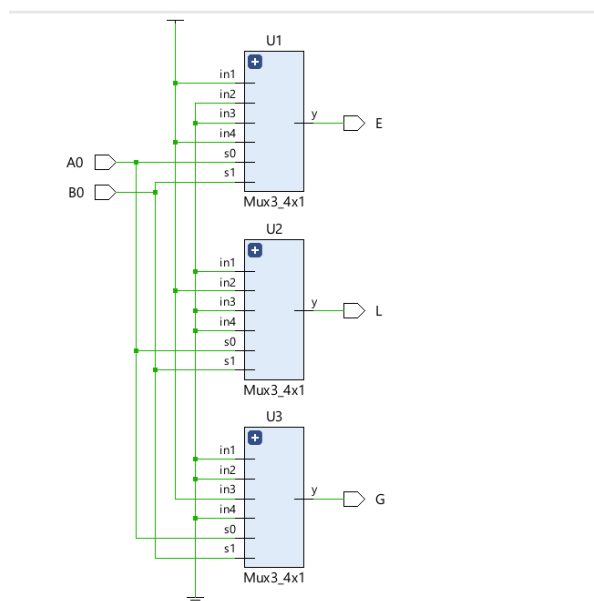 U1
in1
in2
in3
in4
s0
s1
y
E
Mux3_4x1
A0
B0
U2
in1
in2
in3
in4
s0
s1
y
L
Mux3_4x1
U3
in1
in2
in3
in4
s0
s1
y
G
Mux3_4x1